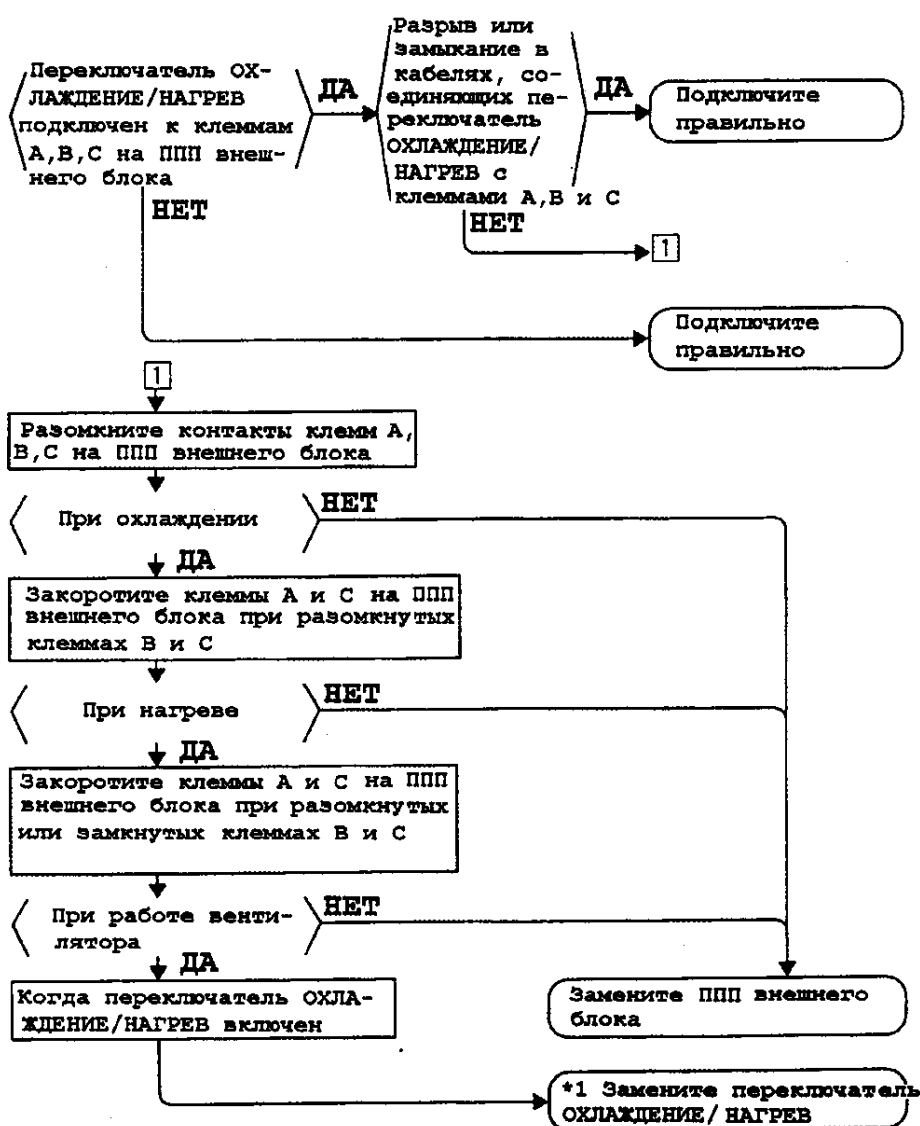 Переключатель ОХ-
ЛАЖДЕНИЕ/НАГРЕВ
подключен к клеммам
А,В,С на ППП внеш-
него блока
ДА
НЕТ
Разрыв или
замыкание в
кабелях, со-
единяющих пе-
реключатель
ОХЛАЖДЕНИЕ/
НАГРЕВ с
клеммами А,В и С
ДА
НЕТ
Подключите
правильно
1
Подключите
правильно
1
Разомкните контакты клемм А,
В,С на ППП внешнего блока
При охлаждении
НЕТ
ДА
Закоротите клеммы А и С на ППП
внешнего блока при разомкнутых
клеммах В и С
При нагреве
НЕТ
ДА
Закоротите клеммы А и С на ППП
внешнего блока при разомкнутых
или замкнутых клеммах В и С
При работе венти-
лятора
НЕТ
ДА
Когда переключатель ОХЛА-
ЖДЕНИЕ/НАГРЕВ включен
Замените ППП внешнего
блока
*1 Замените переключатель
ОХЛАЖДЕНИЕ/ НАГРЕВ